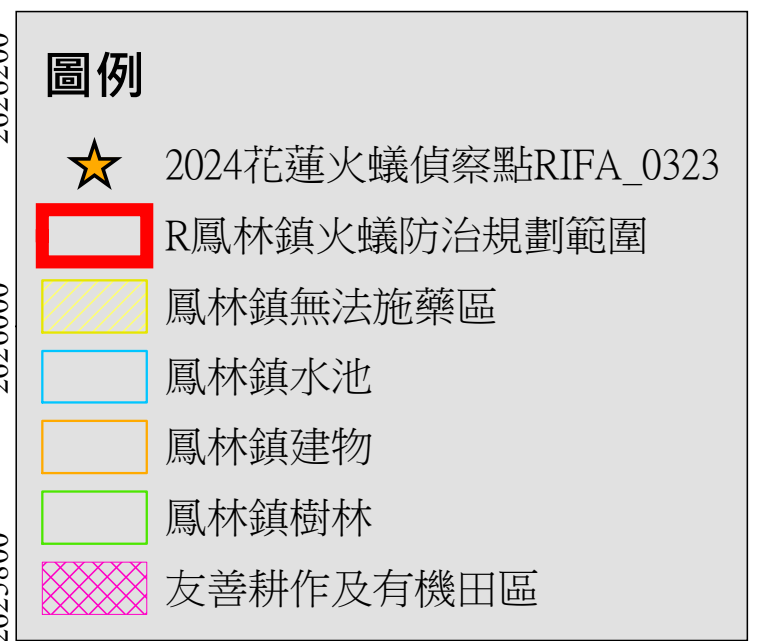 圖例
2024花蓮火蟻偵察點RIFA_0323
R鳳林鎮火蟻防治規劃範圍
鳳林鎮無法施藥區
鳳林鎮水池
鳳林鎮建物
鳳林鎮樹林
友善耕作及有機田區